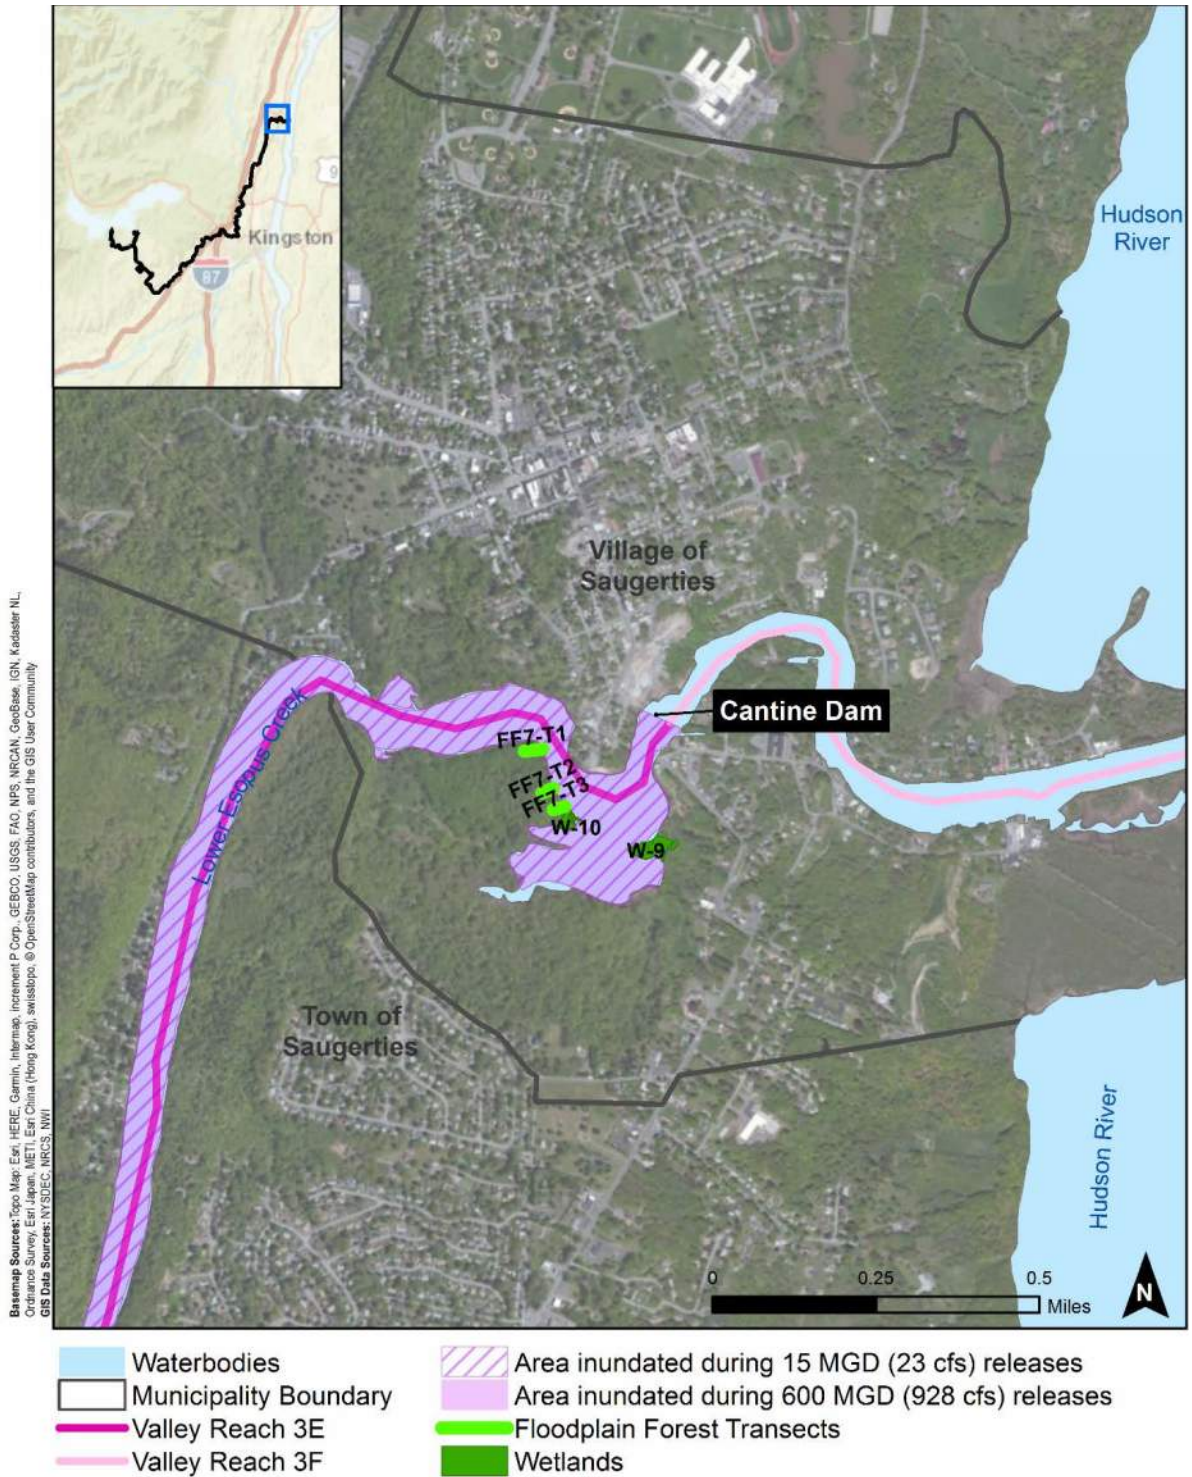 Kingston
87
9
Hudson
River
Village of
Saugerties
Cantine Dam
Lower Esopus Creek
FF7-T1
FF7-T2
FF7-T3
W-10
W-9
Town of
Saugerties
Hudson River
0 0.25 0.5
Miles
N
Basemap Sources: Topo Map: Esri, HERE, Garmin, Intermap, increment P Corp., GEBCO, USGS, FAO, NPS, NRCAN, GeoBase, IGN, Kadaster NL,
Ordnance Survey, Esri Japan, METI, Esri China (Hong Kong), swisstopo, © OpenStreetMap contributors, and the GIS User Community
GIS Data Sources: NYSDEC, NRCS, NWI
Waterbodies
Municipality Boundary
Valley Reach 3E
Valley Reach 3F
Area inundated during 15 MGD (23 cfs) releases
Area inundated during 600 MGD (928 cfs) releases
Floodplain Forest Transects
Wetlands